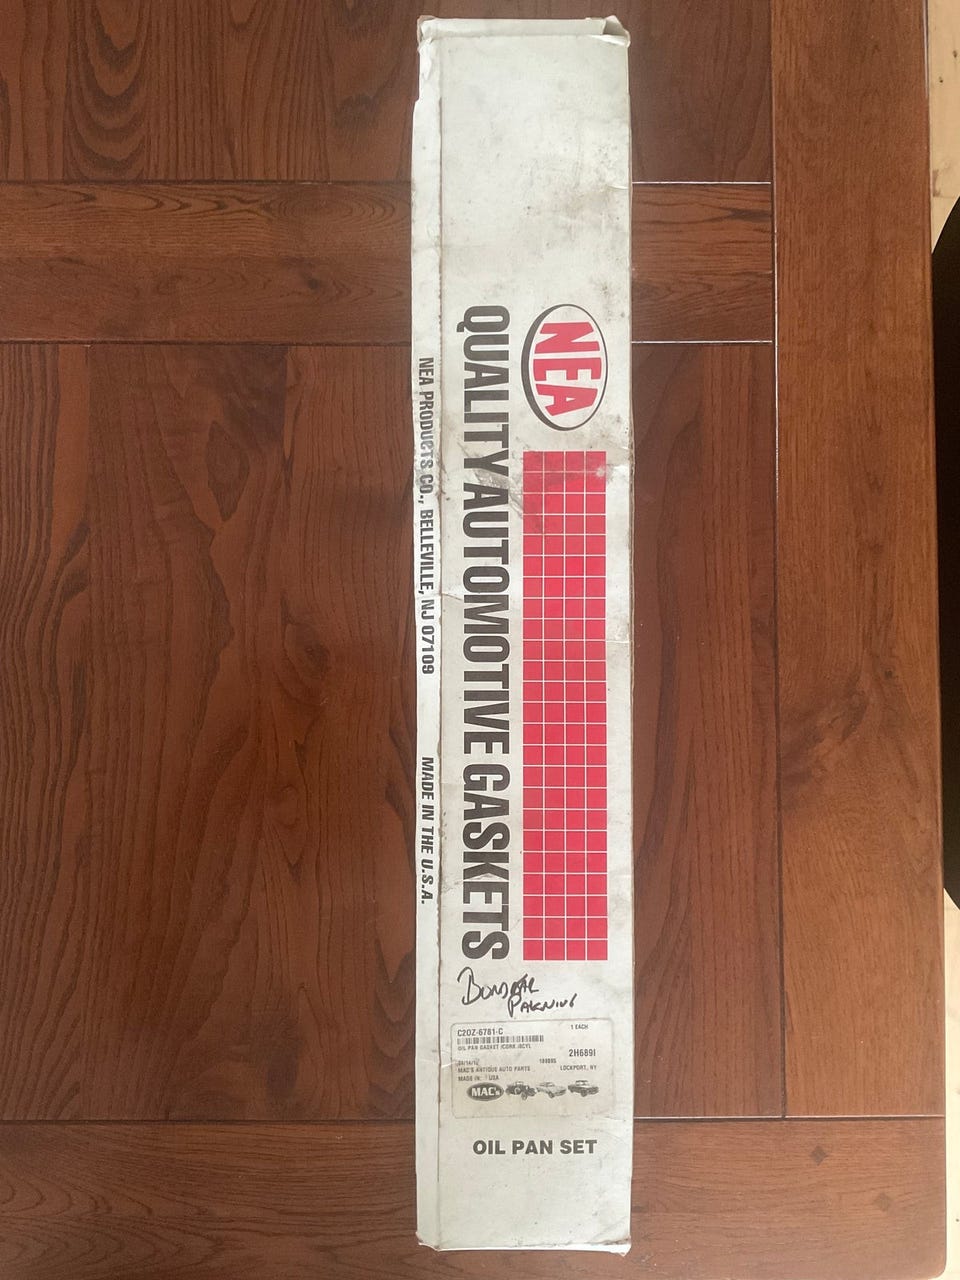 NEA
QUALITY AUTOMOTIVE GASKETS
NEA PRODUCTS CO., BELLEVILLE, NJ 07109
MADE IN THE U.S.A.
PAKNING
C2OZ-6781-C
1 EACH
OIL PAN GASKET /CORK /8CYL
2H689I
MAC'S ANTIQUE AUTO PARTS
LOCKPORT, NY
MADE IN: USA
MAC's
OIL PAN SET